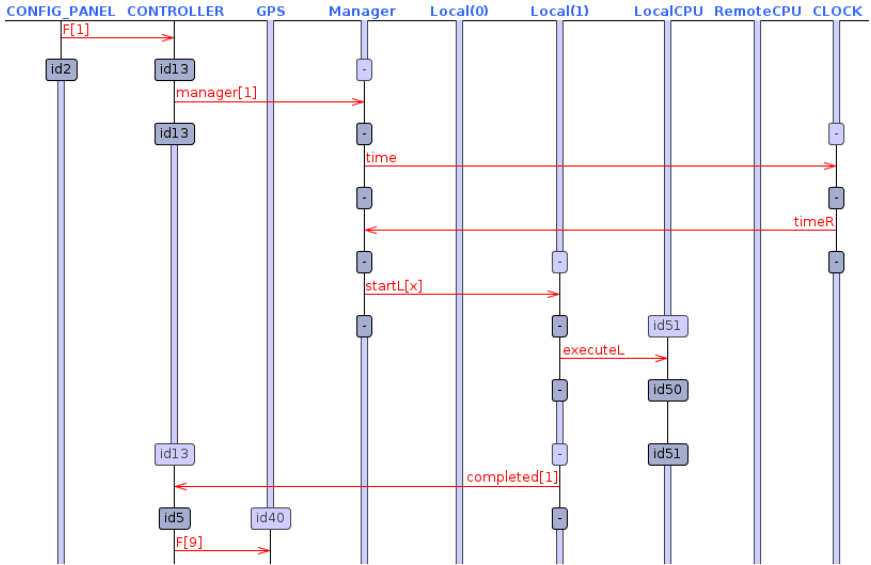 CONFIG_PANEL CONTROLLER GPS Manager Local(0) Local(1) LocalCPU RemoteCPU CLOCK
F[1]
id2 id13 -
manager[1]
id13 - -
time
- -
timeR
- - -
startL[x]
- - id51
executeL
- id50
id13 - id51
completed[1]
id5 id40 -
F[9]